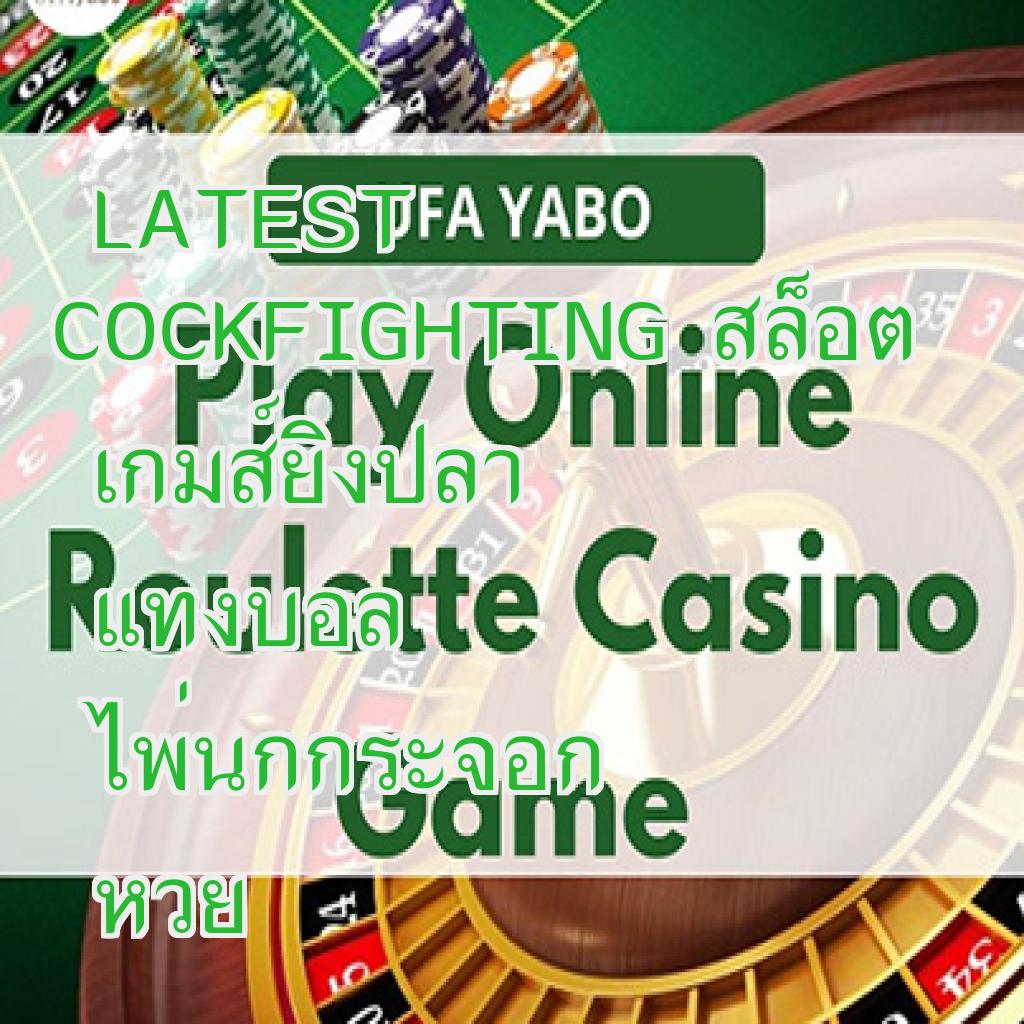 LATEST
UFA YABO
COCKFIGHTING สล็อต
Play Online
เกมส์ยิงปลา
Roulette Casino
แทงบอล
ไพ่นกกระจอก
Game
หวย